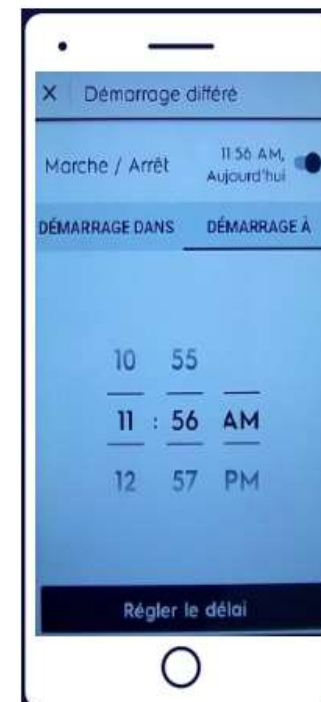 X Démarrage différé
Marche / Arrêt
11:56 AM,
Aujourd'hui
DÉMARRAGE DANS DÉMARRAGE À
10 55
11 : 56 AM
12 57 PM
Régler le délai